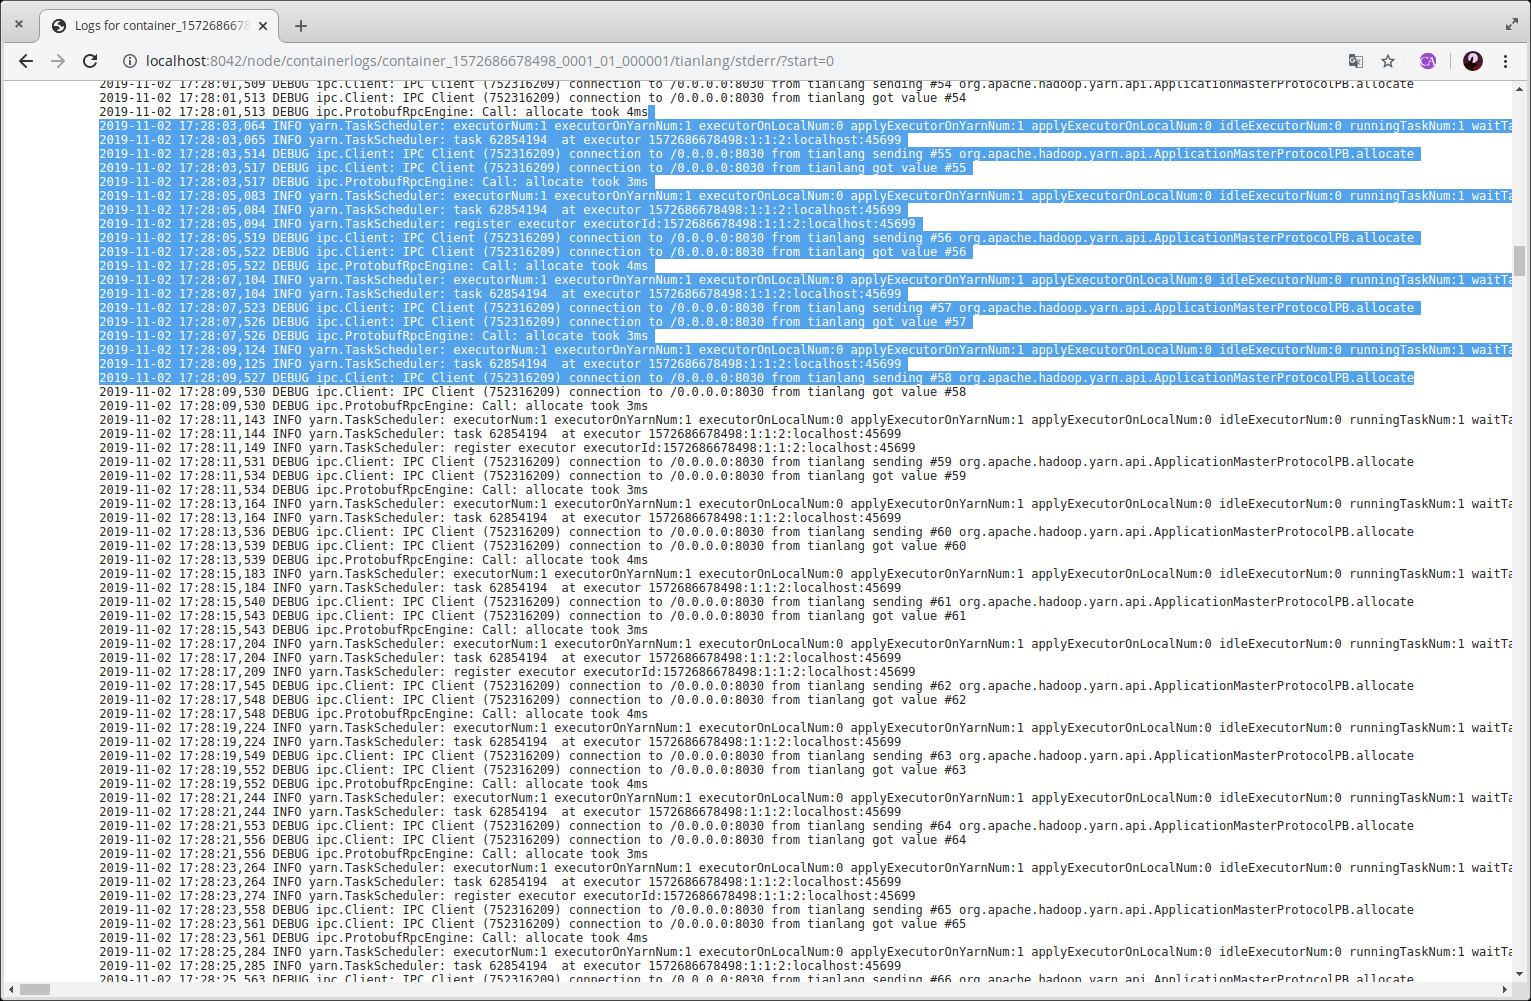 Logs for container_1572686678
localhost:8042/node/containerlogs/container_1572686678498_0001_01_000001/tianlang/stderr/?start=0
CA
2019-11-02 17:28:01,509 DEBUG ipc.Client: IPC Client (752316209) connection to /0.0.0.0:8030 from tianlang sending #54 org.apache.hadoop.yarn.api.ApplicationMasterProtocolPB.allocate
2019-11-02 17:28:01,513 DEBUG ipc.Client: IPC Client (752316209) connection to /0.0.0.0:8030 from tianlang got value #54
2019-11-02 17:28:01,513 DEBUG ipc.ProtobufRpcEngine: Call: allocate took 4ms
2019-11-02 17:28:03,064 INFO yarn.TaskScheduler: executorNum:1 executorOnYarnNum:1 executorOnLocalNum:0 applyExecutorOnYarnNum:1 applyExecutorOnLocalNum:0 idleExecutorNum:0 runningTaskNum:1 waitTa
2019-11-02 17:28:03,065 INFO yarn.TaskScheduler: task 62854194  at executor 1572686678498:1:1:2:localhost:45699
2019-11-02 17:28:03,514 DEBUG ipc.Client: IPC Client (752316209) connection to /0.0.0.0:8030 from tianlang sending #55 org.apache.hadoop.yarn.api.ApplicationMasterProtocolPB.allocate
2019-11-02 17:28:03,517 DEBUG ipc.Client: IPC Client (752316209) connection to /0.0.0.0:8030 from tianlang got value #55
2019-11-02 17:28:03,517 DEBUG ipc.ProtobufRpcEngine: Call: allocate took 3ms
2019-11-02 17:28:05,083 INFO yarn.TaskScheduler: executorNum:1 executorOnYarnNum:1 executorOnLocalNum:0 applyExecutorOnYarnNum:1 applyExecutorOnLocalNum:0 idleExecutorNum:0 runningTaskNum:1 waitTa
2019-11-02 17:28:05,084 INFO yarn.TaskScheduler: task 62854194  at executor 1572686678498:1:1:2:localhost:45699
2019-11-02 17:28:05,094 INFO yarn.TaskScheduler: register executor executorId:1572686678498:1:1:2:localhost:45699
2019-11-02 17:28:05,519 DEBUG ipc.Client: IPC Client (752316209) connection to /0.0.0.0:8030 from tianlang sending #56 org.apache.hadoop.yarn.api.ApplicationMasterProtocolPB.allocate
2019-11-02 17:28:05,522 DEBUG ipc.Client: IPC Client (752316209) connection to /0.0.0.0:8030 from tianlang got value #56
2019-11-02 17:28:05,522 DEBUG ipc.ProtobufRpcEngine: Call: allocate took 4ms
2019-11-02 17:28:07,104 INFO yarn.TaskScheduler: executorNum:1 executorOnYarnNum:1 executorOnLocalNum:0 applyExecutorOnYarnNum:1 applyExecutorOnLocalNum:0 idleExecutorNum:0 runningTaskNum:1 waitTa
2019-11-02 17:28:07,104 INFO yarn.TaskScheduler: task 62854194  at executor 1572686678498:1:1:2:localhost:45699
2019-11-02 17:28:07,523 DEBUG ipc.Client: IPC Client (752316209) connection to /0.0.0.0:8030 from tianlang sending #57 org.apache.hadoop.yarn.api.ApplicationMasterProtocolPB.allocate
2019-11-02 17:28:07,526 DEBUG ipc.Client: IPC Client (752316209) connection to /0.0.0.0:8030 from tianlang got value #57
2019-11-02 17:28:07,526 DEBUG ipc.ProtobufRpcEngine: Call: allocate took 3ms
2019-11-02 17:28:09,124 INFO yarn.TaskScheduler: executorNum:1 executorOnYarnNum:1 executorOnLocalNum:0 applyExecutorOnYarnNum:1 applyExecutorOnLocalNum:0 idleExecutorNum:0 runningTaskNum:1 waitTa
2019-11-02 17:28:09,125 INFO yarn.TaskScheduler: task 62854194  at executor 1572686678498:1:1:2:localhost:45699
2019-11-02 17:28:09,527 DEBUG ipc.Client: IPC Client (752316209) connection to /0.0.0.0:8030 from tianlang sending #58 org.apache.hadoop.yarn.api.ApplicationMasterProtocolPB.allocate
2019-11-02 17:28:09,530 DEBUG ipc.Client: IPC Client (752316209) connection to /0.0.0.0:8030 from tianlang got value #58
2019-11-02 17:28:09,530 DEBUG ipc.ProtobufRpcEngine: Call: allocate took 3ms
2019-11-02 17:28:11,143 INFO yarn.TaskScheduler: executorNum:1 executorOnYarnNum:1 executorOnLocalNum:0 applyExecutorOnYarnNum:1 applyExecutorOnLocalNum:0 idleExecutorNum:0 runningTaskNum:1 waitTa
2019-11-02 17:28:11,144 INFO yarn.TaskScheduler: task 62854194  at executor 1572686678498:1:1:2:localhost:45699
2019-11-02 17:28:11,149 INFO yarn.TaskScheduler: register executor executorId:1572686678498:1:1:2:localhost:45699
2019-11-02 17:28:11,531 DEBUG ipc.Client: IPC Client (752316209) connection to /0.0.0.0:8030 from tianlang sending #59 org.apache.hadoop.yarn.api.ApplicationMasterProtocolPB.allocate
2019-11-02 17:28:11,534 DEBUG ipc.Client: IPC Client (752316209) connection to /0.0.0.0:8030 from tianlang got value #59
2019-11-02 17:28:11,534 DEBUG ipc.ProtobufRpcEngine: Call: allocate took 3ms
2019-11-02 17:28:13,164 INFO yarn.TaskScheduler: executorNum:1 executorOnYarnNum:1 executorOnLocalNum:0 applyExecutorOnYarnNum:1 applyExecutorOnLocalNum:0 idleExecutorNum:0 runningTaskNum:1 waitTa
2019-11-02 17:28:13,164 INFO yarn.TaskScheduler: task 62854194  at executor 1572686678498:1:1:2:localhost:45699
2019-11-02 17:28:13,536 DEBUG ipc.Client: IPC Client (752316209) connection to /0.0.0.0:8030 from tianlang sending #60 org.apache.hadoop.yarn.api.ApplicationMasterProtocolPB.allocate
2019-11-02 17:28:13,539 DEBUG ipc.Client: IPC Client (752316209) connection to /0.0.0.0:8030 from tianlang got value #60
2019-11-02 17:28:13,539 DEBUG ipc.ProtobufRpcEngine: Call: allocate took 4ms
2019-11-02 17:28:15,183 INFO yarn.TaskScheduler: executorNum:1 executorOnYarnNum:1 executorOnLocalNum:0 applyExecutorOnYarnNum:1 applyExecutorOnLocalNum:0 idleExecutorNum:0 runningTaskNum:1 waitTa
2019-11-02 17:28:15,184 INFO yarn.TaskScheduler: task 62854194  at executor 1572686678498:1:1:2:localhost:45699
2019-11-02 17:28:15,540 DEBUG ipc.Client: IPC Client (752316209) connection to /0.0.0.0:8030 from tianlang sending #61 org.apache.hadoop.yarn.api.ApplicationMasterProtocolPB.allocate
2019-11-02 17:28:15,543 DEBUG ipc.Client: IPC Client (752316209) connection to /0.0.0.0:8030 from tianlang got value #61
2019-11-02 17:28:15,543 DEBUG ipc.ProtobufRpcEngine: Call: allocate took 3ms
2019-11-02 17:28:17,204 INFO yarn.TaskScheduler: executorNum:1 executorOnYarnNum:1 executorOnLocalNum:0 applyExecutorOnYarnNum:1 applyExecutorOnLocalNum:0 idleExecutorNum:0 runningTaskNum:1 waitTa
2019-11-02 17:28:17,204 INFO yarn.TaskScheduler: task 62854194  at executor 1572686678498:1:1:2:localhost:45699
2019-11-02 17:28:17,209 INFO yarn.TaskScheduler: register executor executorId:1572686678498:1:1:2:localhost:45699
2019-11-02 17:28:17,545 DEBUG ipc.Client: IPC Client (752316209) connection to /0.0.0.0:8030 from tianlang sending #62 org.apache.hadoop.yarn.api.ApplicationMasterProtocolPB.allocate
2019-11-02 17:28:17,548 DEBUG ipc.Client: IPC Client (752316209) connection to /0.0.0.0:8030 from tianlang got value #62
2019-11-02 17:28:17,548 DEBUG ipc.ProtobufRpcEngine: Call: allocate took 4ms
2019-11-02 17:28:19,224 INFO yarn.TaskScheduler: executorNum:1 executorOnYarnNum:1 executorOnLocalNum:0 applyExecutorOnYarnNum:1 applyExecutorOnLocalNum:0 idleExecutorNum:0 runningTaskNum:1 waitTa
2019-11-02 17:28:19,224 INFO yarn.TaskScheduler: task 62854194  at executor 1572686678498:1:1:2:localhost:45699
2019-11-02 17:28:19,549 DEBUG ipc.Client: IPC Client (752316209) connection to /0.0.0.0:8030 from tianlang sending #63 org.apache.hadoop.yarn.api.ApplicationMasterProtocolPB.allocate
2019-11-02 17:28:19,552 DEBUG ipc.Client: IPC Client (752316209) connection to /0.0.0.0:8030 from tianlang got value #63
2019-11-02 17:28:19,552 DEBUG ipc.ProtobufRpcEngine: Call: allocate took 4ms
2019-11-02 17:28:21,244 INFO yarn.TaskScheduler: executorNum:1 executorOnYarnNum:1 executorOnLocalNum:0 applyExecutorOnYarnNum:1 applyExecutorOnLocalNum:0 idleExecutorNum:0 runningTaskNum:1 waitTa
2019-11-02 17:28:21,244 INFO yarn.TaskScheduler: task 62854194  at executor 1572686678498:1:1:2:localhost:45699
2019-11-02 17:28:21,553 DEBUG ipc.Client: IPC Client (752316209) connection to /0.0.0.0:8030 from tianlang sending #64 org.apache.hadoop.yarn.api.ApplicationMasterProtocolPB.allocate
2019-11-02 17:28:21,556 DEBUG ipc.Client: IPC Client (752316209) connection to /0.0.0.0:8030 from tianlang got value #64
2019-11-02 17:28:21,556 DEBUG ipc.ProtobufRpcEngine: Call: allocate took 3ms
2019-11-02 17:28:23,264 INFO yarn.TaskScheduler: executorNum:1 executorOnYarnNum:1 executorOnLocalNum:0 applyExecutorOnYarnNum:1 applyExecutorOnLocalNum:0 idleExecutorNum:0 runningTaskNum:1 waitTa
2019-11-02 17:28:23,264 INFO yarn.TaskScheduler: task 62854194  at executor 1572686678498:1:1:2:localhost:45699
2019-11-02 17:28:23,274 INFO yarn.TaskScheduler: register executor executorId:1572686678498:1:1:2:localhost:45699
2019-11-02 17:28:23,558 DEBUG ipc.Client: IPC Client (752316209) connection to /0.0.0.0:8030 from tianlang sending #65 org.apache.hadoop.yarn.api.ApplicationMasterProtocolPB.allocate
2019-11-02 17:28:23,561 DEBUG ipc.Client: IPC Client (752316209) connection to /0.0.0.0:8030 from tianlang got value #65
2019-11-02 17:28:23,561 DEBUG ipc.ProtobufRpcEngine: Call: allocate took 4ms
2019-11-02 17:28:25,284 INFO yarn.TaskScheduler: executorNum:1 executorOnYarnNum:1 executorOnLocalNum:0 applyExecutorOnYarnNum:1 applyExecutorOnLocalNum:0 idleExecutorNum:0 runningTaskNum:1 waitTa
2019-11-02 17:28:25,285 INFO yarn.TaskScheduler: task 62854194  at executor 1572686678498:1:1:2:localhost:45699
2019-11-02 17:28:25,563 DEBUG ipc.Client: IPC Client (752316209) connection to /0.0.0.0:8030 from tianlang sending #66 org.apache.hadoop.yarn.api.ApplicationMasterProtocolPB.allocate